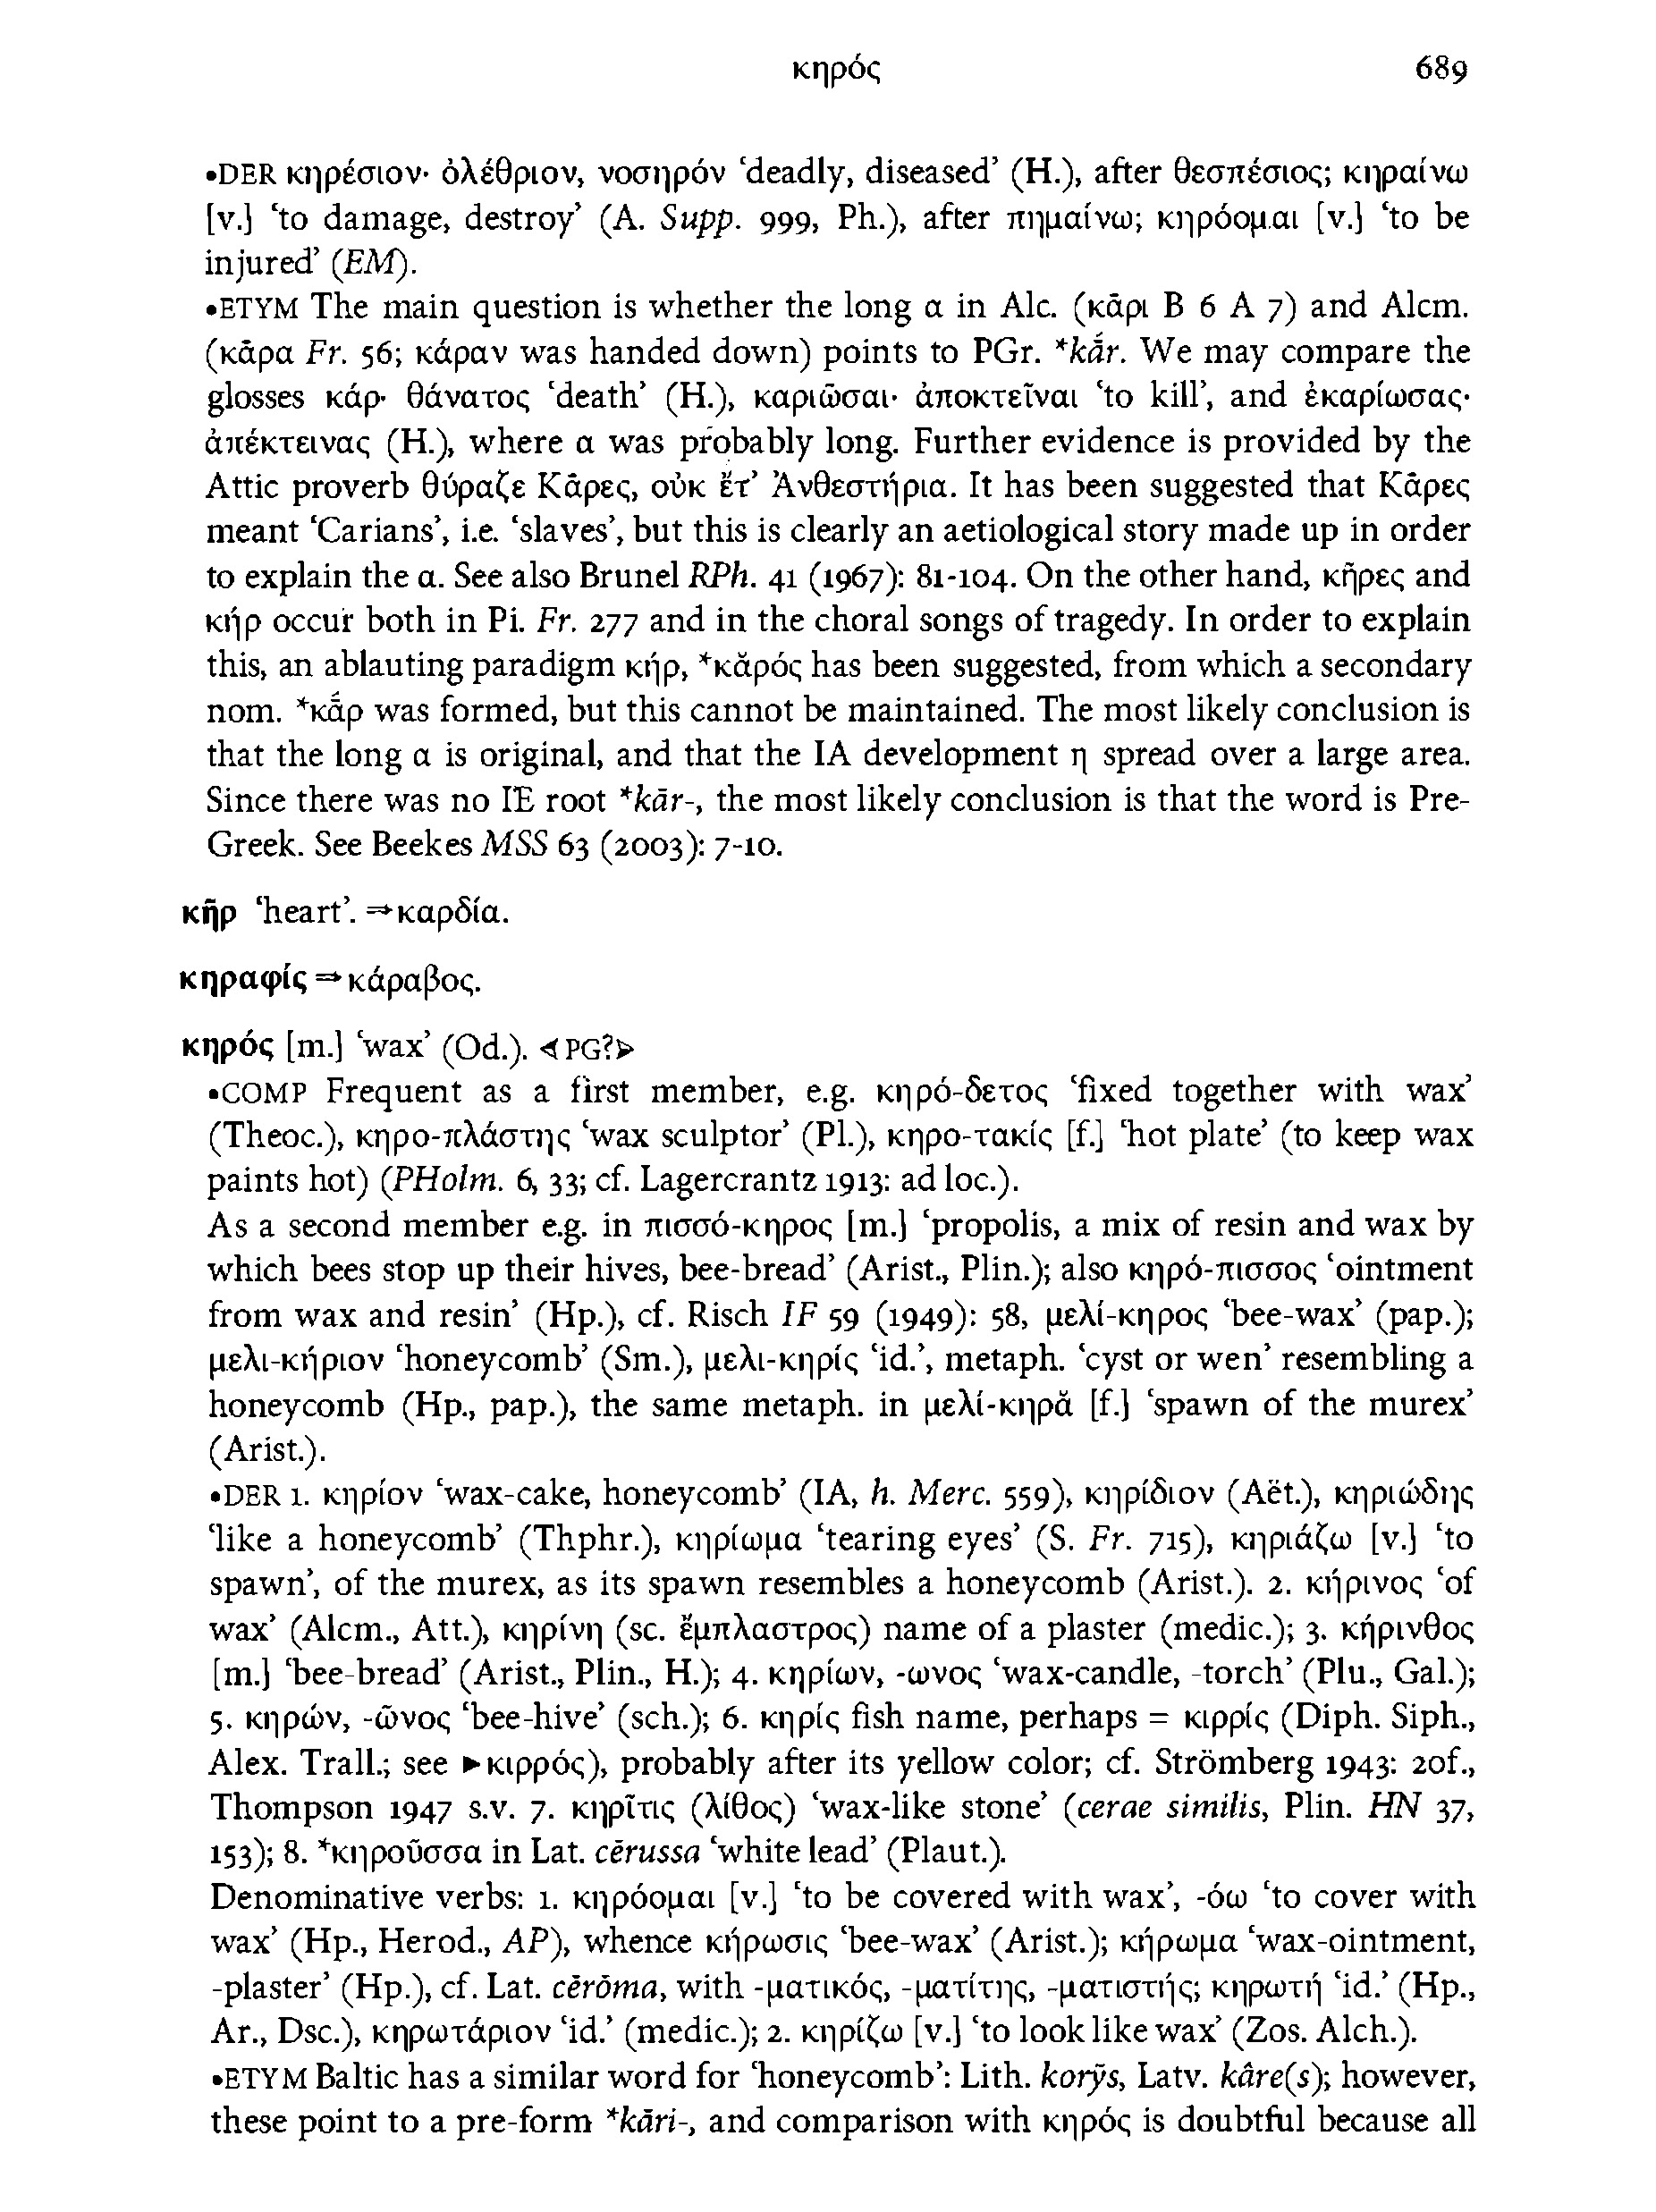 κηρός 689
•DER κηρέσιον· ὀλέθριον, νοσηρόν ‘deadly, diseased’ (H.), after θεσπέσιος; κηραίνω
[v.] ‘to damage, destroy’ (A. Supp. 999, Ph.), after πημαίνω; κηρόομαι [v.] ‘to be
injured’ (EM).
•ETYM The main question is whether the long α in Alc. (κᾶρι B 6 A 7) and Alcm.
(κᾶρα Fr. 56; κάραν was handed down) points to PGr. *kā́r. We may compare the
glosses κάρ· θάνατος ‘death’ (H.), καριῶσαι· ἀποκτεῖναι ‘to kill’, and ἐκαρίωσας·
ἀπέκτεινας (H.), where α was probably long. Further evidence is provided by the
Attic proverb θύραζε Κᾶρες, οὐκ ἔτ’ Ἀνθεστήρια. It has been suggested that Κᾶρες
meant ‘Carians’, i.e. ‘slaves’, but this is clearly an aetiological story made up in order
to explain the α. See also Brunel RPh. 41 (1967): 81-104. On the other hand, κῆρες and
κήρ occur both in Pi. Fr. 277 and in the choral songs of tragedy. In order to explain
this, an ablauting paradigm κήρ, *κᾰρός has been suggested, from which a secondary
nom. *κᾱ́ρ was formed, but this cannot be maintained. The most likely conclusion is
that the long α is original, and that the IA development η spread over a large area.
Since there was no IE root *kār-, the most likely conclusion is that the word is Pre-
Greek. See Beekes MSS 63 (2003): 7-10.
κῆρ ‘heart’. ⇒καρδία.
κηραφίς ⇒κάραβος.
κηρός [m.] ‘wax’ (Od.). ⊲PG?⊳
•COMP Frequent as a first member, e.g. κηρό-δετος ‘fixed together with wax’
(Theoc.), κηρο-πλάστης ‘wax sculptor’ (Pl.), κηρο-τακίς [f.] ‘hot plate’ (to keep wax
paints hot) (PHolm. 6, 33; cf. Lagercrantz 1913: ad loc.).
As a second member e.g. in πισσό-κηρος [m.] ‘propolis, a mix of resin and wax by
which bees stop up their hives, bee-bread’ (Arist., Plin.); also κηρό-πισσος ‘ointment
from wax and resin’ (Hp.), cf. Risch IF 59 (1949): 58, μελί-κηρος ‘bee-wax’ (pap.);
μελι-κήριον ‘honeycomb’ (Sm.), μελι-κηρίς ‘id.’, metaph. ‘cyst or wen’ resembling a
honeycomb (Hp., pap.), the same metaph. in μελί-κηρᾰ [f.] ‘spawn of the murex’
(Arist.).
•DER 1. κηρίον ‘wax-cake, honeycomb’ (IA, h. Merc. 559), κηρίδιον (Aët.), κηριώδης
‘like a honeycomb’ (Thphr.), κηρίωμα ‘tearing eyes’ (S. Fr. 715), κηριάζω [v.] ‘to
spawn’, of the murex, as its spawn resembles a honeycomb (Arist.). 2. κήρινος ‘of
wax’ (Alcm., Att.), κηρίνη (sc. ἔμπλαστρος) name of a plaster (medic.); 3. κήρινθος
[m.] ‘bee-bread’ (Arist., Plin., H.); 4. κηρίων, -ωνος ‘wax-candle, -torch’ (Plu., Gal.);
5. κηρών, -ῶνος ‘bee-hive’ (sch.); 6. κηρίς fish name, perhaps = κιρρίς (Diph. Siph.,
Alex. Trall.; see ►κιρρός), probably after its yellow color; cf. Strömberg 1943: 20f.,
Thompson 1947 s.v. 7. κηρῖτις (λίθος) ‘wax-like stone’ (cerae similis, Plin. HN 37,
153); 8. *κηροῦσσα in Lat. cērussa ‘white lead’ (Plaut.).
Denominative verbs: 1. κηρόομαι [v.] ‘to be covered with wax’, -όω ‘to cover with
wax’ (Hp., Herod., AP), whence κήρωσις ‘bee-wax’ (Arist.); κήρωμα ‘wax-ointment,
-plaster’ (Hp.), cf. Lat. cērōma, with -ματικός, -ματίτης, -ματιστής; κηρωτή ‘id.’ (Hp.,
Ar., Dsc.), κηρωτάριον ‘id.’ (medic.); 2. κηρίζω [v.] ‘to look like wax’ (Zos. Alch.).
•ETYM Baltic has a similar word for ‘honeycomb’: Lith. korỹs, Latv. kâre(s); however,
these point to a pre-form *kāri-, and comparison with κηρός is doubtful because all